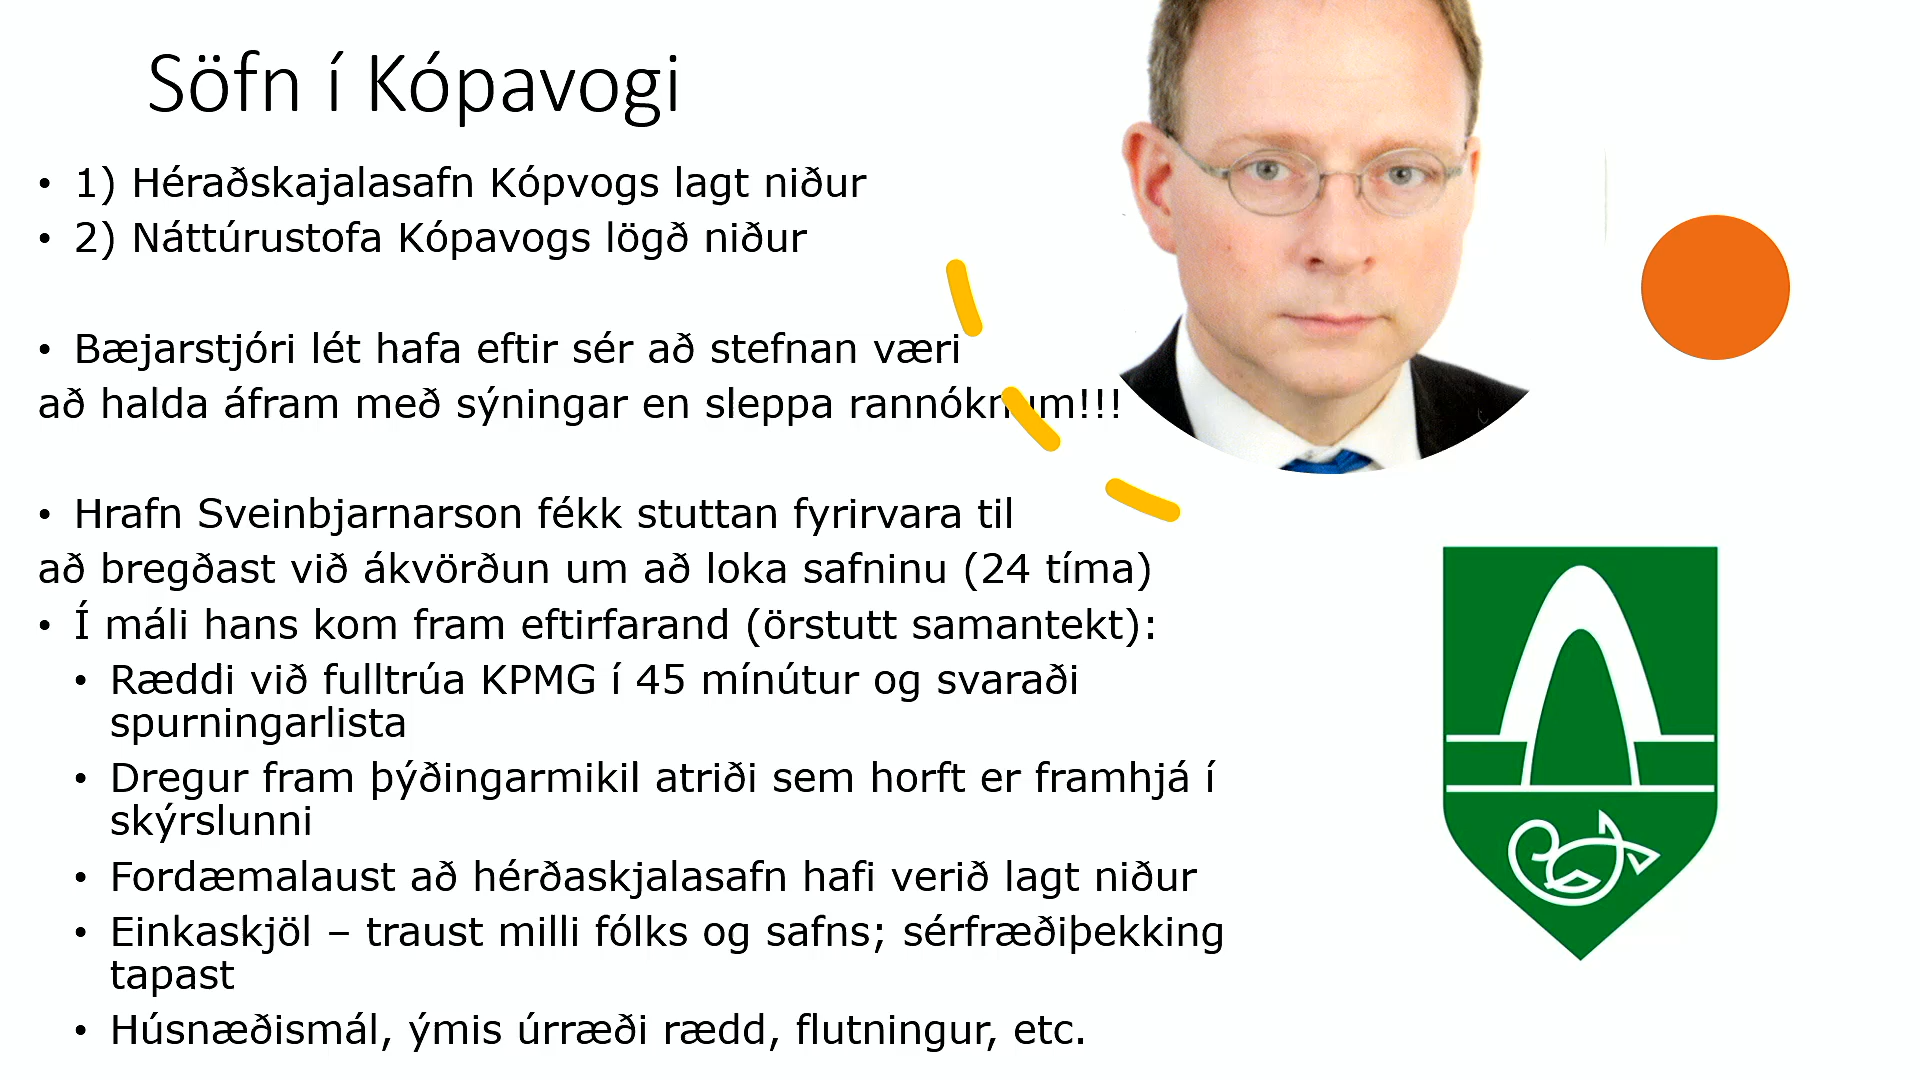 Söfn í Kópavogi
• 1) Héraðskajalasafn Kópvogs lagt niður
• 2) Náttúrustofa Kópavogs lögð niður
• Bæjarstjóri lét hafa eftir sér að stefnan væri
að halda áfram með sýningar en sleppa rannóknum!!!
• Hrafn Sveinbjarnarson fékk stuttan fyrirvara til
að bregðast við ákvörðun um að loka safninu (24 tíma)
• Í máli hans kom fram eftirfarand (örstutt samantekt):
• Ræddi við fulltrúa KPMG í 45 mínútur og svaraði
spurningarlista
• Dregur fram þýðingarmikil atriði sem horft er framhjá í
skýrslunni
• Fordæmalaust að hérðaskjalasafn hafi verið lagt niður
• Einkaskjöl – traust milli fólks og safns; sérfræðiþekking
tapast
• Húsnæðismál, ýmis úrræði rædd, flutningur, etc.